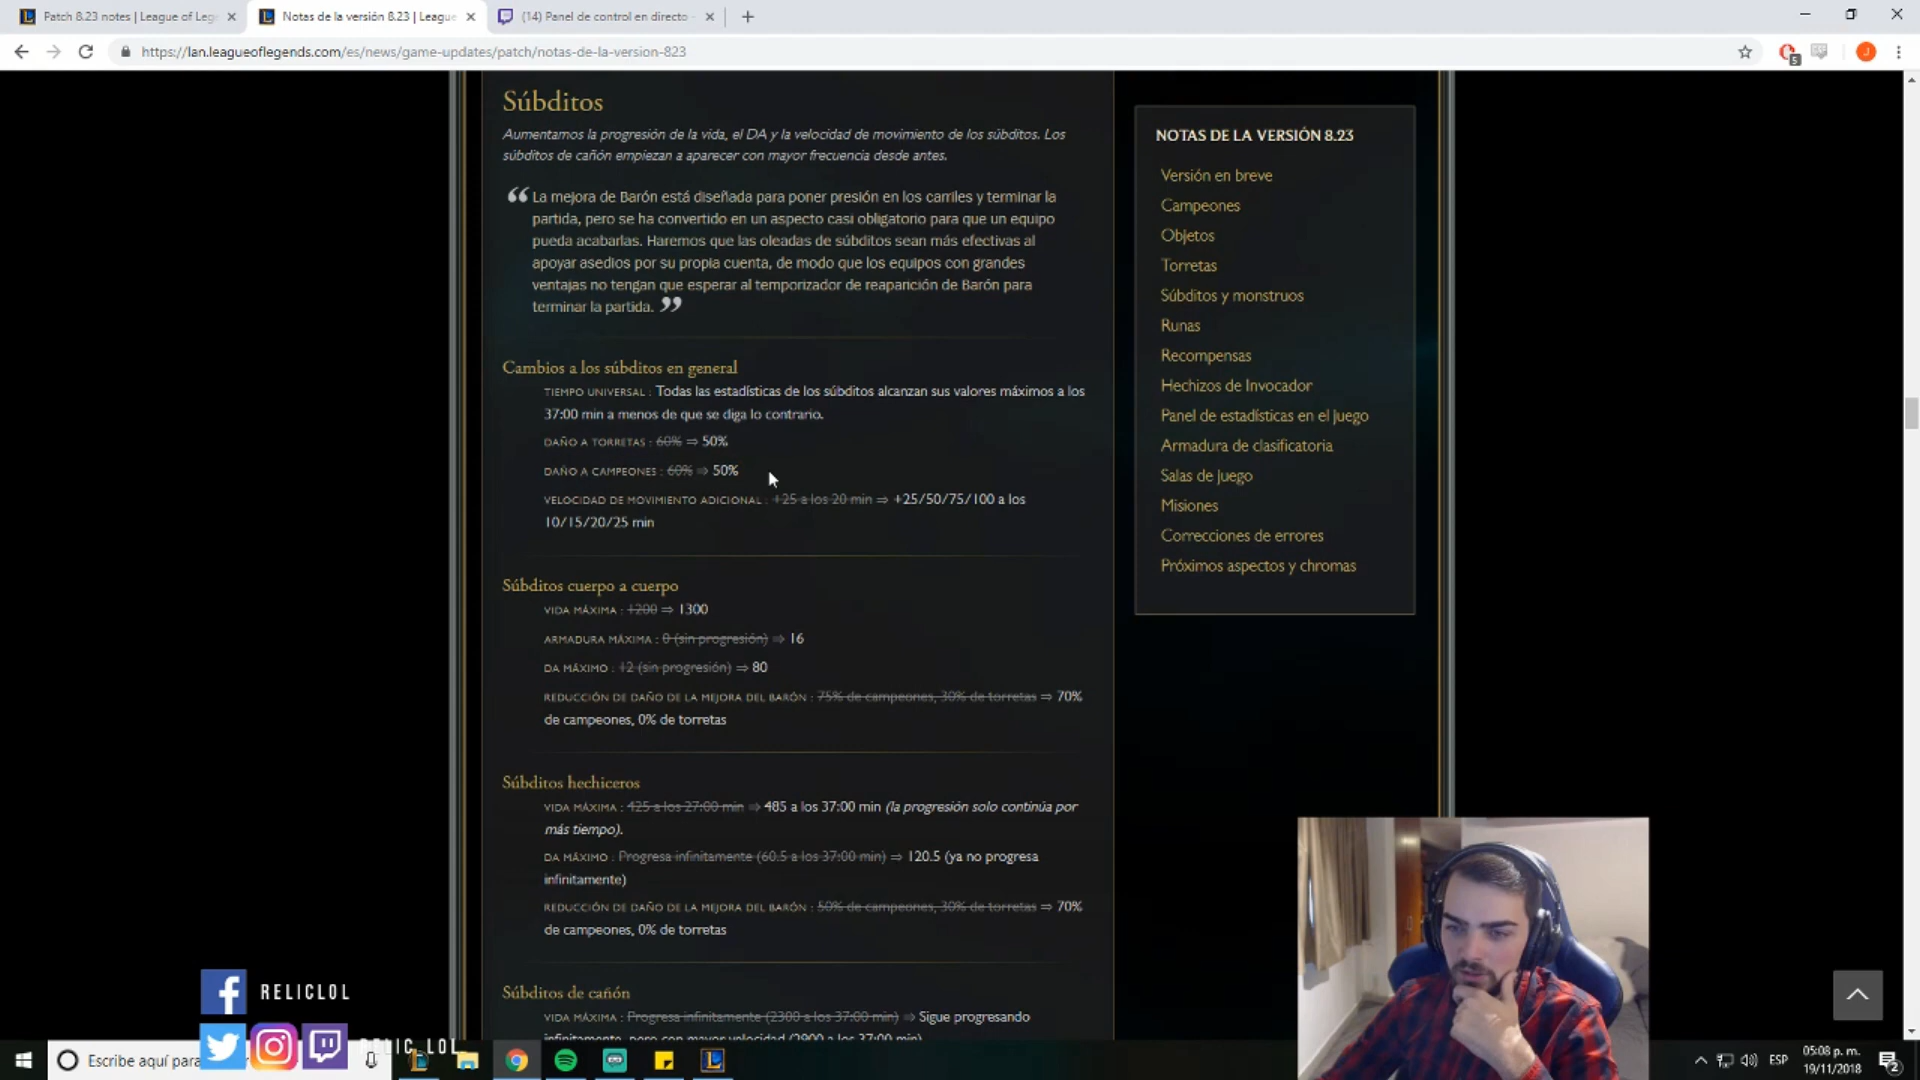 Patch 8.23 notes | League of Leg
Notas de la versión 8.23 | League
(14) Panel de control en directo -
https://lan.leagueoflegends.com/es/news/game-updates/patch/notas-de-la-version-823
5
J
Súbditos
Aumentamos la progresión de la vida, el DA y la velocidad de movimiento de los súbditos. Los
súbditos de cañón empiezan a aparecer con mayor frecuencia desde antes.
“ La mejora de Barón está diseñada para poner presión en los carriles y terminar la
partida, pero se ha convertido en un aspecto casi obligatorio para que un equipo
pueda acabarlas. Haremos que las oleadas de súbditos sean más efectivas al
apoyar asedios por su propia cuenta, de modo que los equipos con grandes
ventajas no tengan que esperar al temporizador de reaparición de Barón para
terminar la partida. ”
Cambios a los súbditos en general
TIEMPO UNIVERSAL : Todas las estadísticas de los súbditos alcanzan sus valores máximos a los
37:00 min a menos de que se diga lo contrario.
DAÑO A TORRETAS : 60% ⇒ 50%
DAÑO A CAMPEONES : 60% ⇒ 50%
VELOCIDAD DE MOVIMIENTO ADICIONAL : +25 a los 20 min ⇒ +25/50/75/100 a los
10/15/20/25 min
Súbditos cuerpo a cuerpo
VIDA MÁXIMA : 1200 ⇒ 1300
ARMADURA MÁXIMA : 0 (sin progresión) ⇒ 16
DA MÁXIMO : 12 (sin progresión) ⇒ 80
REDUCCIÓN DE DAÑO DE LA MEJORA DEL BARÓN : 75% de campeones, 30% de torretas ⇒ 70%
de campeones, 0% de torretas
Súbditos hechiceros
VIDA MÁXIMA : 425 a los 27:00 min ⇒ 485 a los 37:00 min (la progresión solo continúa por
más tiempo).
DA MÁXIMO : Progresa infinitamente (60.5 a los 37:00 min) ⇒ 120.5 (ya no progresa
infinitamente)
REDUCCIÓN DE DAÑO DE LA MEJORA DEL BARÓN : 50% de campeones, 30% de torretas ⇒ 70%
de campeones, 0% de torretas
Súbditos de cañón
VIDA MÁXIMA : Progresa infinitamente (2300 a los 37:00 min) ⇒ Sigue progresando
infinitamente, pero con mayor velocidad (2900 a los 37:00 min)
NOTAS DE LA VERSIÓN 8.23
Versión en breve
Campeones
Objetos
Torretas
Súbditos y monstruos
Runas
Recompensas
Hechizos de Invocador
Panel de estadísticas en el juego
Armadura de clasificatoria
Salas de juego
Misiones
Correcciones de errores
Próximos aspectos y chromas
RELICLOL
RELIC_LOL
Escribe aquí para
ESP
05:08 p. m.
19/11/2018
2